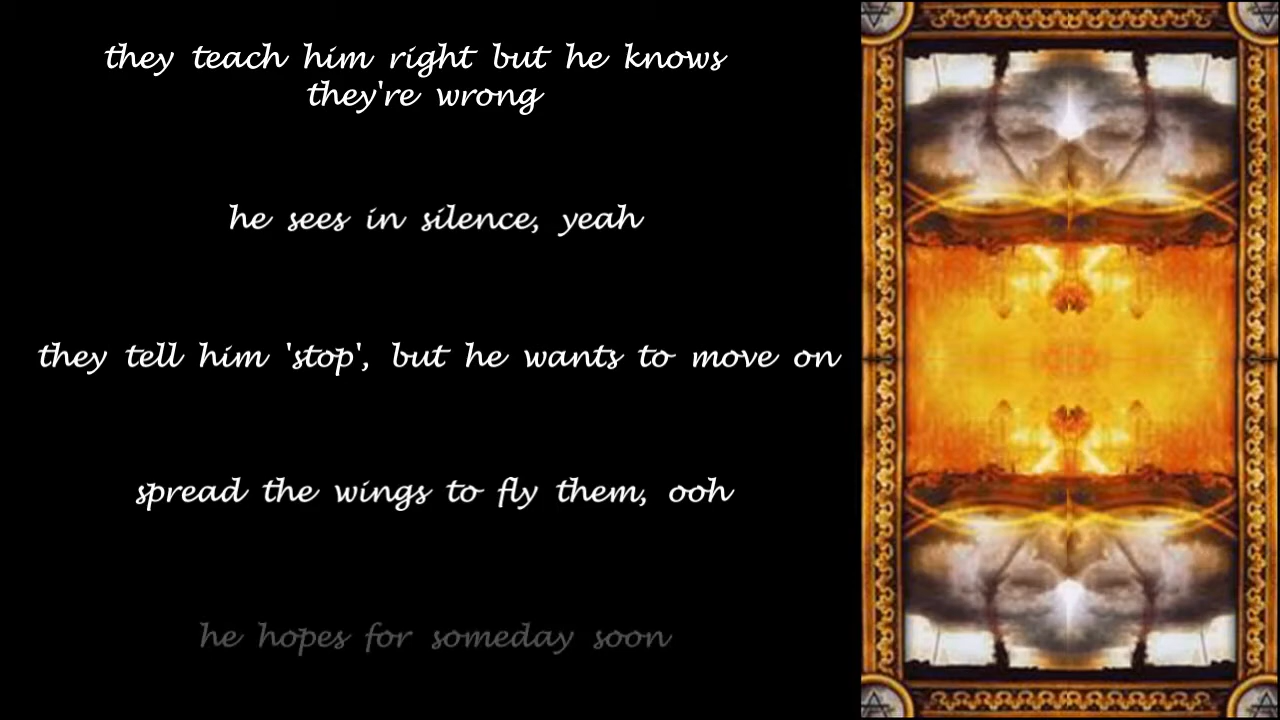 they teach him right but he knows
they're wrong
he sees in silence, yeah
they tell him 'stop', but he wants to move on
spread the wings to fly them, ooh
he hopes for someday soon